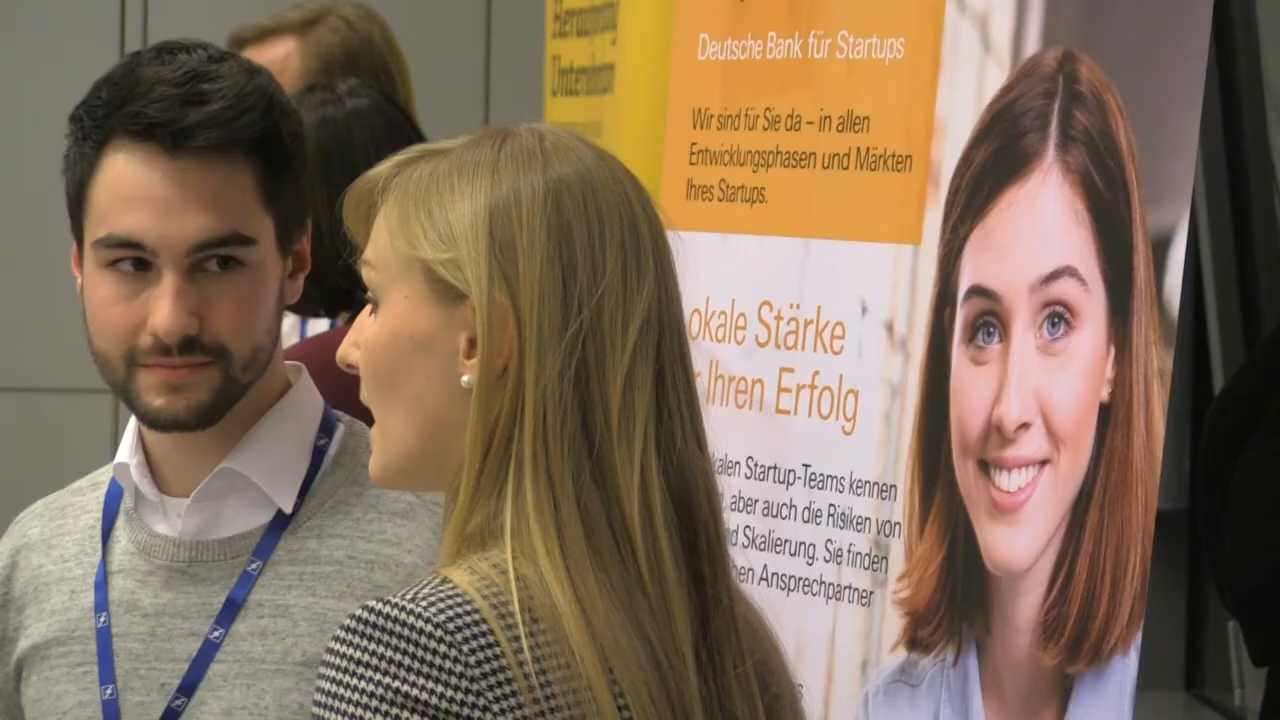 Deutsche Bank für Startups
Wir sind für Sie da – in allen
Entwicklungsphasen und Märkten
Ihres Startups.
okale Stärke
r Ihren Erfolg
kalen Startup-Teams kennen
, aber auch die Risiken von
nd Skalierung. Sie finden
hen Ansprechpartner